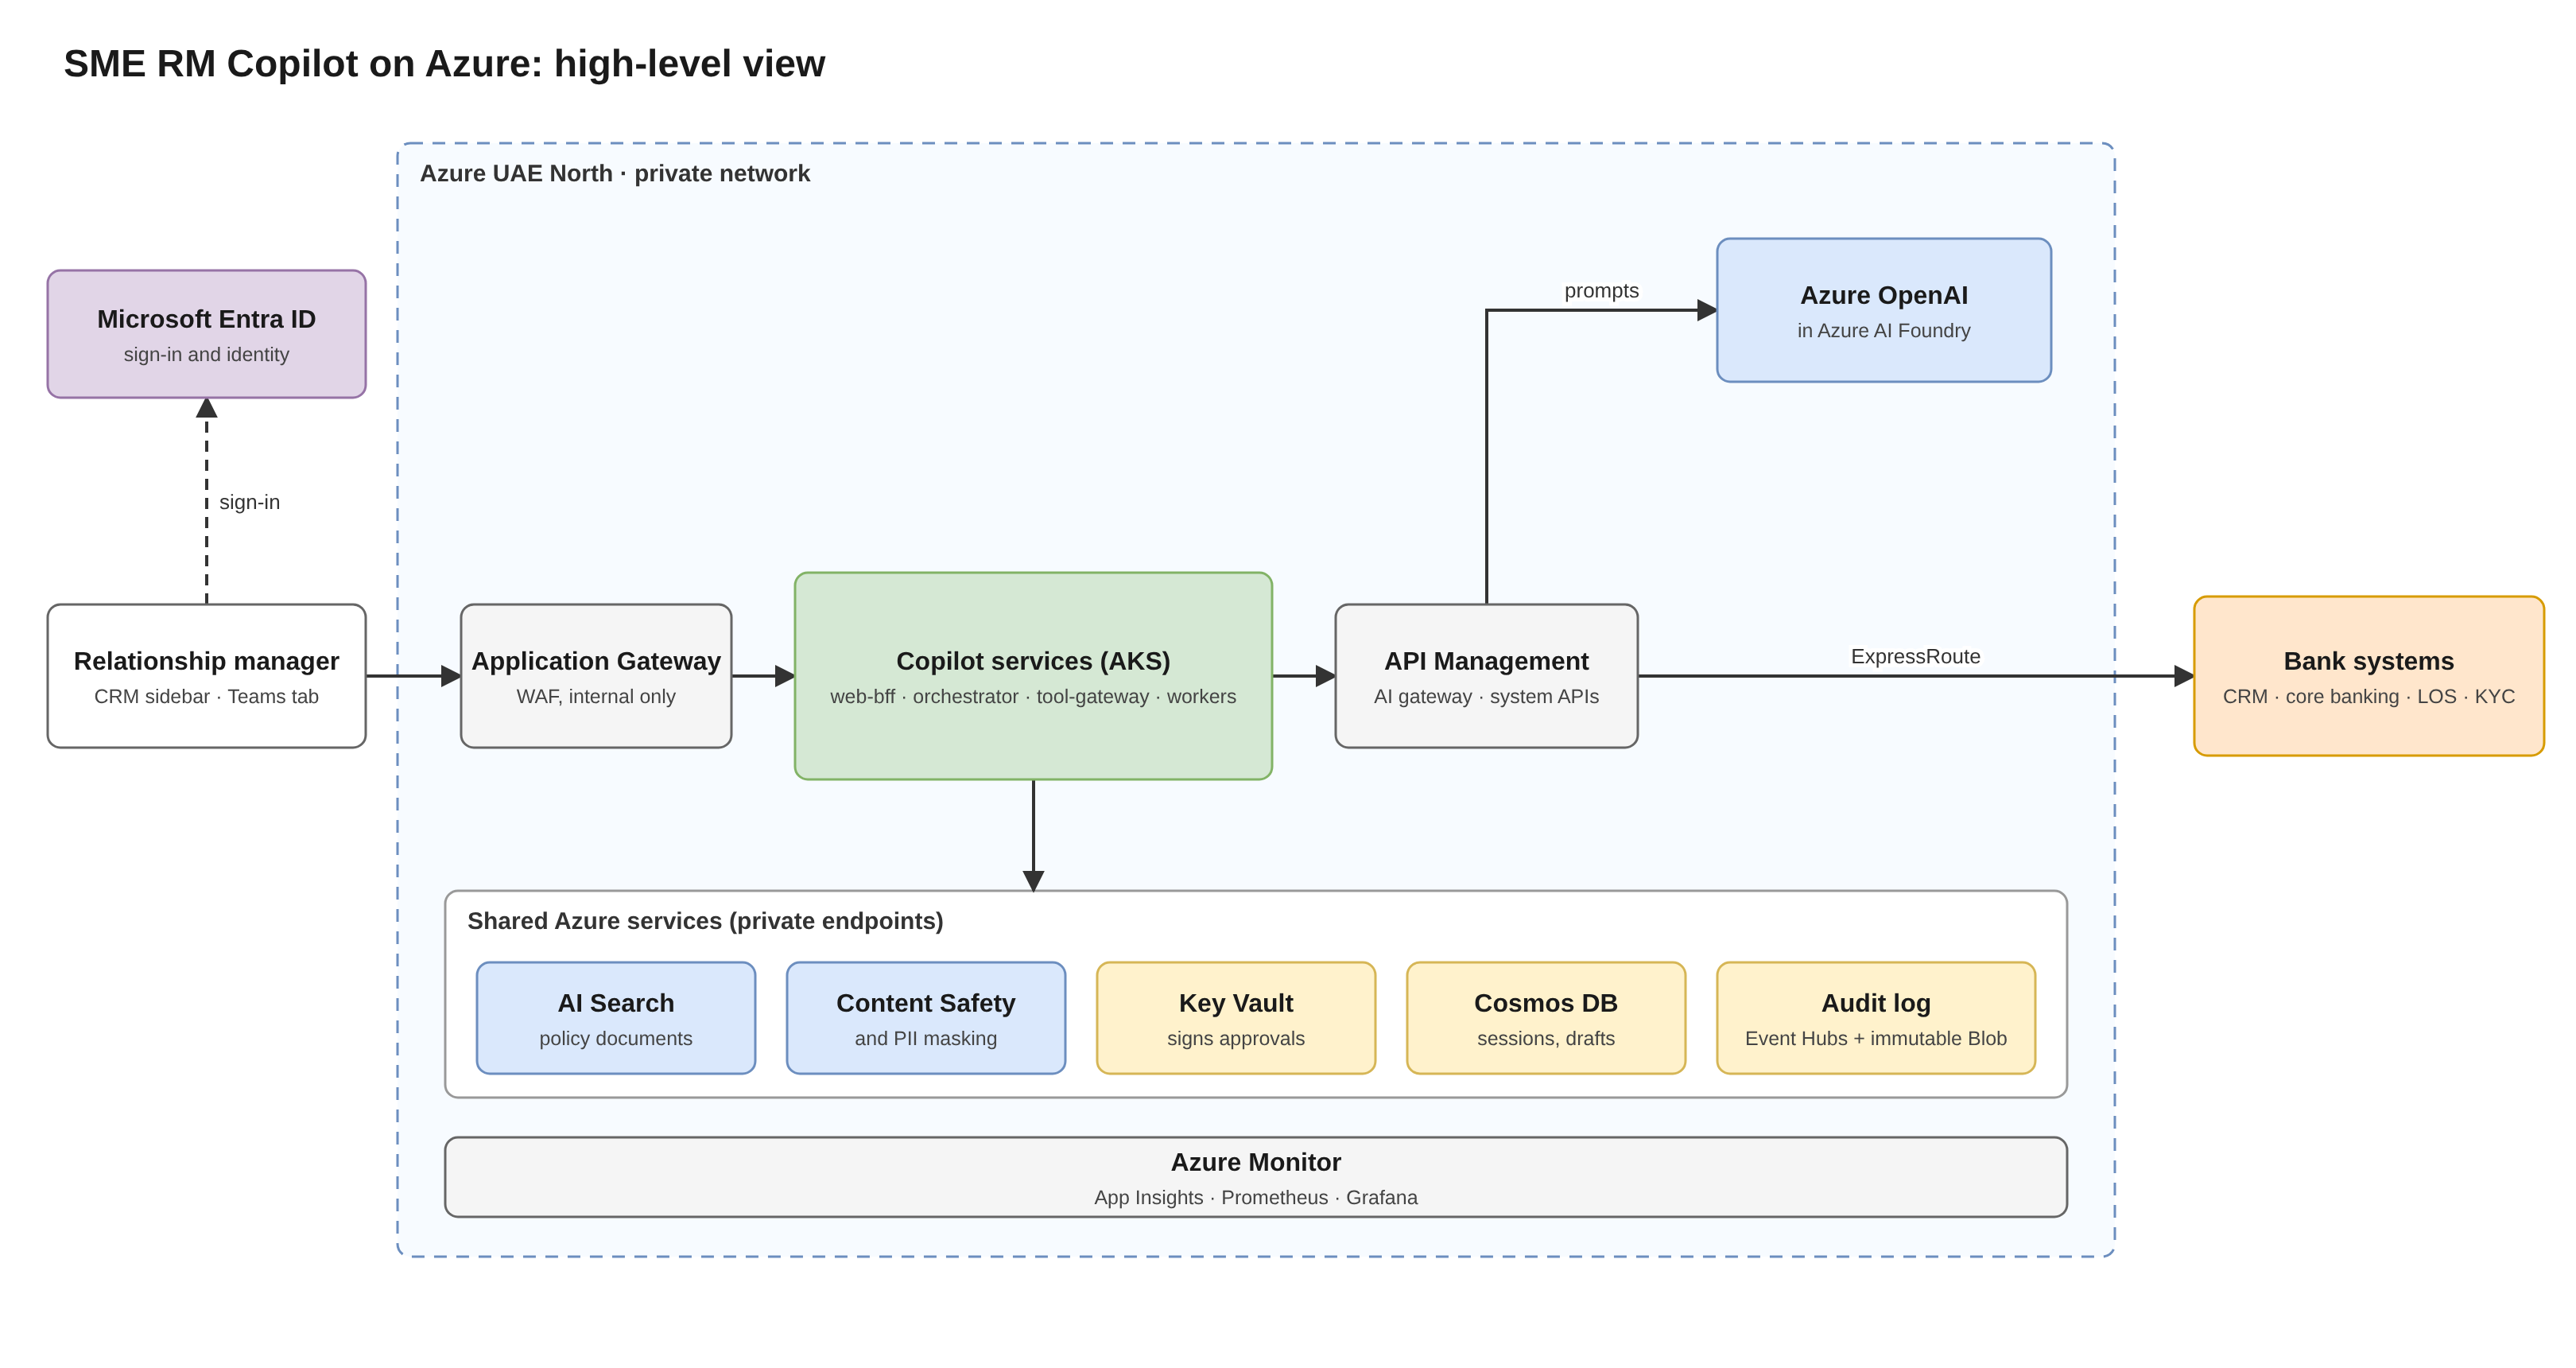 SME RM Copilot on Azure: high-level view
Azure UAE North · private network
Microsoft Entra ID
sign-in and identity
prompts
Azure OpenAI
in Azure AI Foundry
sign-in
Relationship manager
CRM sidebar · Teams tab
Application Gateway
WAF, internal only
Copilot services (AKS)
web-bff · orchestrator · tool-gateway · workers
API Management
AI gateway · system APIs
ExpressRoute
Bank systems
CRM · core banking · LOS · KYC
Shared Azure services (private endpoints)
AI Search
policy documents
Content Safety
and PII masking
Key Vault
signs approvals
Cosmos DB
sessions, drafts
Audit log
Event Hubs + immutable Blob
Azure Monitor
App Insights · Prometheus · Grafana